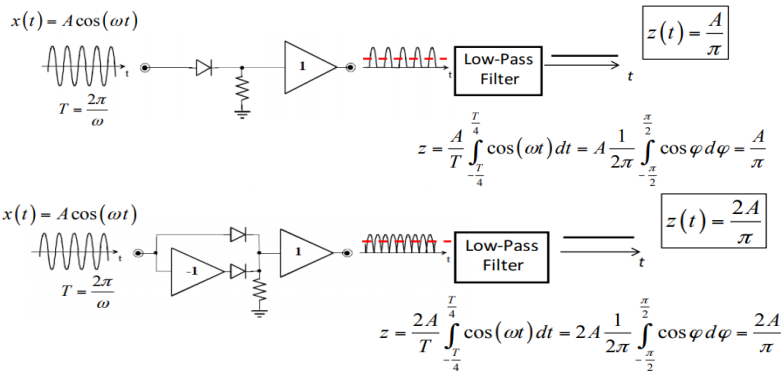 x(t) = A cos(ωt)
z(t) = A/π
1
t
Low-Pass
Filter
t
t
T = 2π/ω
z = A/T ∫_{-T/4}^{T/4} cos(ωt) dt = A 1/2π ∫_{-π/2}^{π/2} cos φ dφ = A/π
x(t) = A cos(ωt)
z(t) = 2A/π
1
t
-1
Low-Pass
Filter
t
t
T = 2π/ω
z = 2A/T ∫_{-T/4}^{T/4} cos(ωt) dt = 2A 1/2π ∫_{-π/2}^{π/2} cos φ dφ = 2A/π